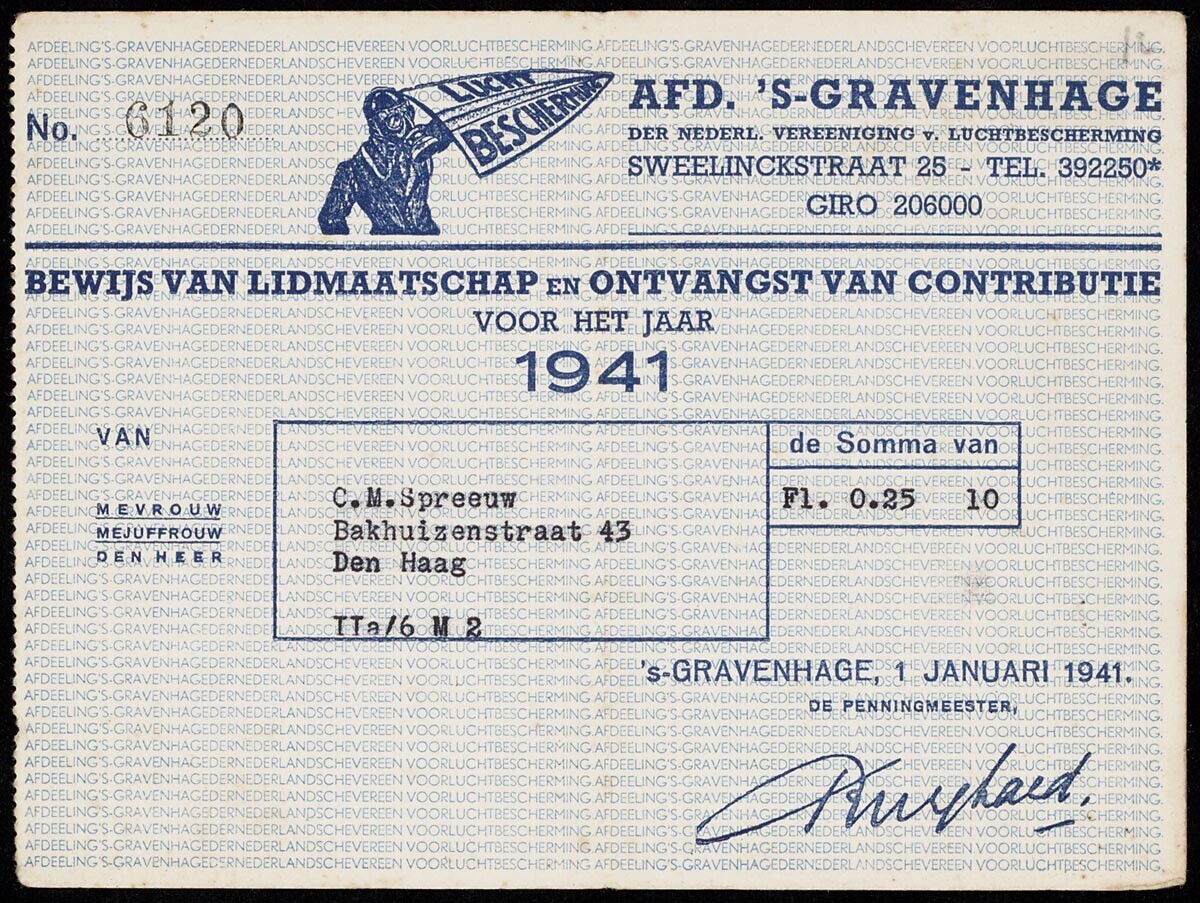 No. 6120
LUCHT
BESCHERMING
AFD. 'S-GRAVENHAGE
DER NEDERL. VEREENIGING v. LUCHTBESCHERMING
SWEELINCKSTRAAT 25 - TEL. 392250*
GIRO 206000
BEWIJS VAN LIDMAATSCHAP EN ONTVANGST VAN CONTRIBUTIE
VOOR HET JAAR
1941
VAN
MEVROUW
MEJUFFROUW
DEN HEER
C.M.Spreeuw
Bakhuizenstraat 43
Den Haag
IIa/6 M 2
de Somma van
Fl. 0.25 10
's-GRAVENHAGE, 1 JANUARI 1941.
DE PENNINGMEESTER,